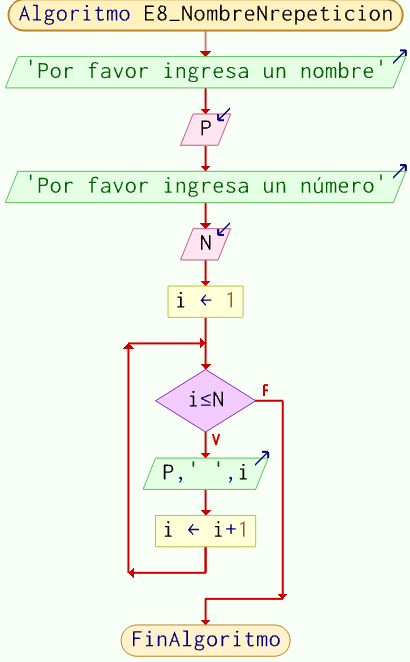 Algoritmo E8_NombreNrepeticion
'Por favor ingresa un nombre'
P
'Por favor ingresa un número'
N
i ← 1
i≤N
F
V
P,' ',i
i ← i+1
FinAlgoritmo